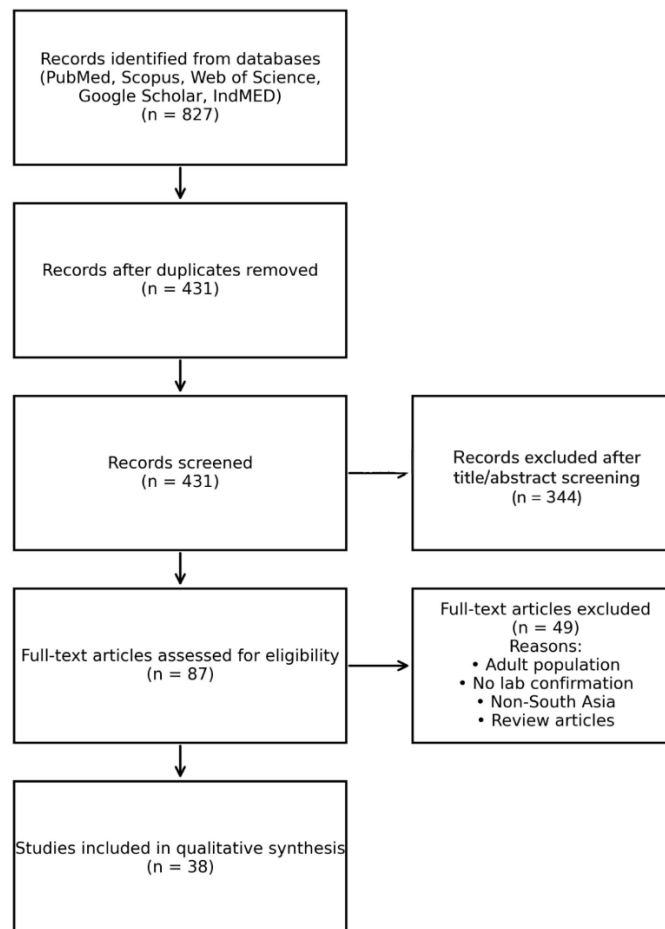 Records identified from databases
(PubMed, Scopus, Web of Science,
Google Scholar, IndMED)
(n = 827)
Records after duplicates removed
(n = 431)
Records screened
(n = 431)
Records excluded after
title/abstract screening
(n = 344)
Full-text articles assessed for eligibility
(n = 87)
Full-text articles excluded
(n = 49)
Reasons:
• Adult population
• No lab confirmation
• Non-South Asia
• Review articles
Studies included in qualitative synthesis
(n = 38)